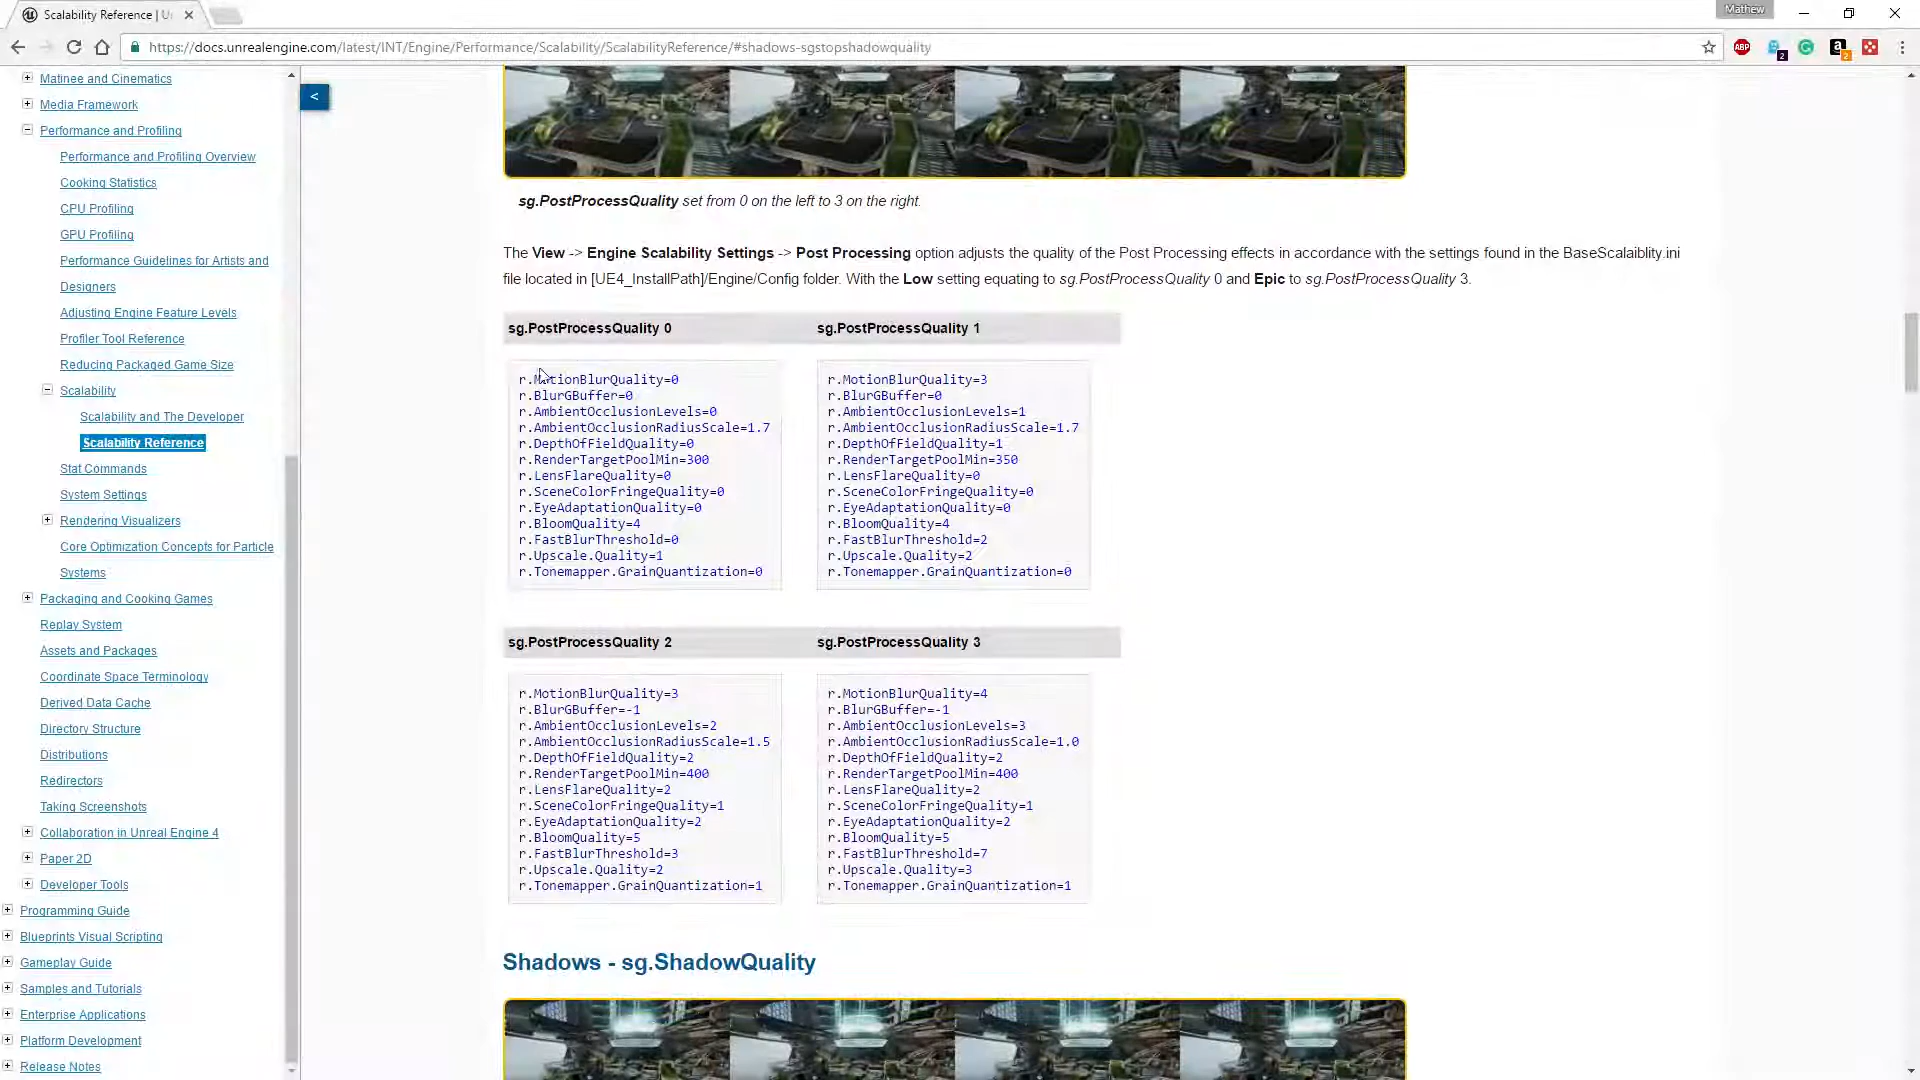 Scalability Reference | U
Mathew
https://docs.unrealengine.com/latest/INT/Engine/Performance/Scalability/ScalabilityReference/#shadows-sgstopshadowquality
ABP
2
a
2
Matinee and Cinematics
Media Framework
Performance and Profiling
Performance and Profiling Overview
Cooking Statistics
CPU Profiling
GPU Profiling
Performance Guidelines for Artists and
Designers
Adjusting Engine Feature Levels
Profiler Tool Reference
Reducing Packaged Game Size
Scalability
Scalability and The Developer
Scalability Reference
Stat Commands
System Settings
Rendering Visualizers
Core Optimization Concepts for Particle
Systems
Packaging and Cooking Games
Replay System
Assets and Packages
Coordinate Space Terminology
Derived Data Cache
Directory Structure
Distributions
Redirectors
Taking Screenshots
Collaboration in Unreal Engine 4
Paper 2D
Developer Tools
Programming Guide
Blueprints Visual Scripting
Gameplay Guide
Samples and Tutorials
Enterprise Applications
Platform Development
Release Notes
<
sg.PostProcessQuality set from 0 on the left to 3 on the right.
The View -> Engine Scalability Settings -> Post Processing option adjusts the quality of the Post Processing effects in accordance with the settings found in the BaseScalaiblity.ini
file located in [UE4_InstallPath]/Engine/Config folder. With the Low setting equating to sg.PostProcessQuality 0 and Epic to sg.PostProcessQuality 3.
sg.PostProcessQuality 0
r.MotionBlurQuality=0
r.BlurGBuffer=0
r.AmbientOcclusionLevels=0
r.AmbientOcclusionRadiusScale=1.7
r.DepthOfFieldQuality=0
r.RenderTargetPoolMin=300
r.LensFlareQuality=0
r.SceneColorFringeQuality=0
r.EyeAdaptationQuality=0
r.BloomQuality=4
r.FastBlurThreshold=0
r.Upscale.Quality=1
r.Tonemapper.GrainQuantization=0
sg.PostProcessQuality 1
r.MotionBlurQuality=3
r.BlurGBuffer=0
r.AmbientOcclusionLevels=1
r.AmbientOcclusionRadiusScale=1.7
r.DepthOfFieldQuality=1
r.RenderTargetPoolMin=350
r.LensFlareQuality=0
r.SceneColorFringeQuality=0
r.EyeAdaptationQuality=0
r.BloomQuality=4
r.FastBlurThreshold=2
r.Upscale.Quality=2
r.Tonemapper.GrainQuantization=0
sg.PostProcessQuality 2
r.MotionBlurQuality=3
r.BlurGBuffer=-1
r.AmbientOcclusionLevels=2
r.AmbientOcclusionRadiusScale=1.5
r.DepthOfFieldQuality=2
r.RenderTargetPoolMin=400
r.LensFlareQuality=2
r.SceneColorFringeQuality=1
r.EyeAdaptationQuality=2
r.BloomQuality=5
r.FastBlurThreshold=3
r.Upscale.Quality=2
r.Tonemapper.GrainQuantization=1
sg.PostProcessQuality 3
r.MotionBlurQuality=4
r.BlurGBuffer=-1
r.AmbientOcclusionLevels=3
r.AmbientOcclusionRadiusScale=1.0
r.DepthOfFieldQuality=2
r.RenderTargetPoolMin=400
r.LensFlareQuality=2
r.SceneColorFringeQuality=1
r.EyeAdaptationQuality=2
r.BloomQuality=5
r.FastBlurThreshold=7
r.Upscale.Quality=3
r.Tonemapper.GrainQuantization=1
Shadows - sg.ShadowQuality